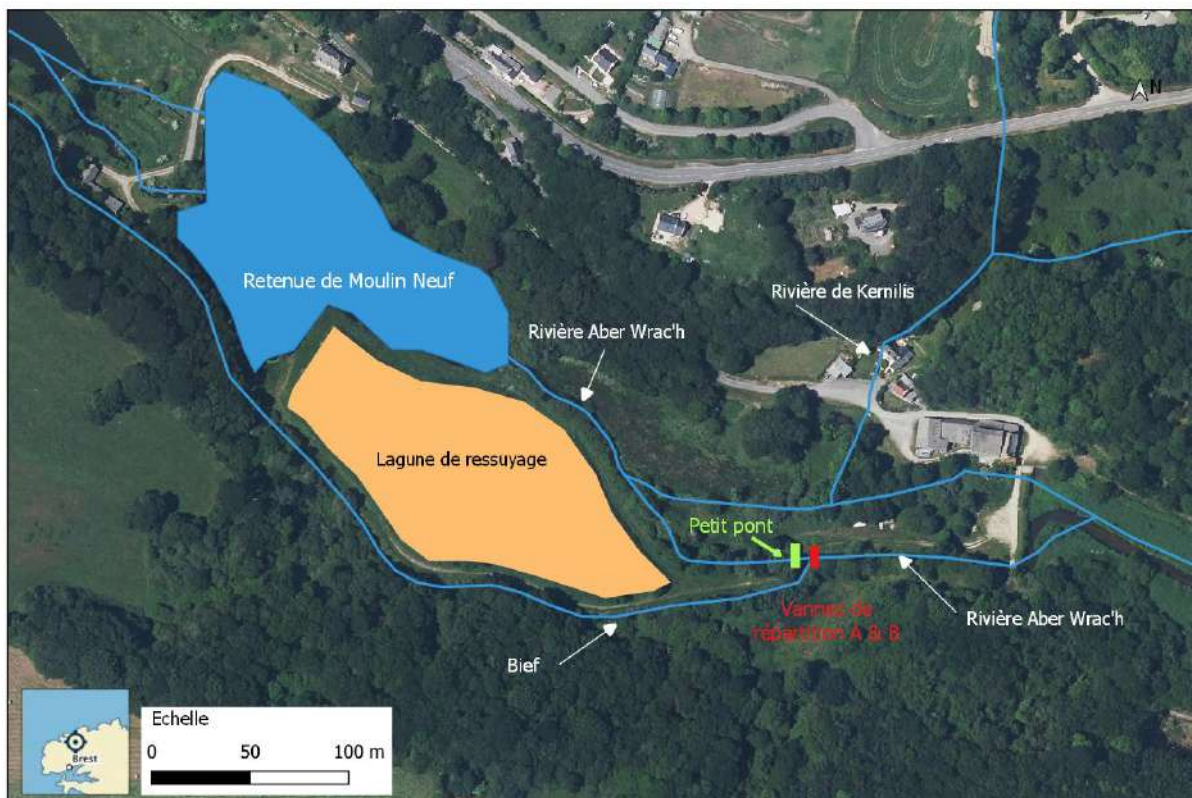 N
Retenue de Moulin Neuf
Rivière de Kernilis
Rivière Aber Wrac'h
Lagune de ressuyage
Petit pont
Vannes de
répartition A & B
Rivière Aber Wrac'h
Bief
Echelle
0 50 100 m
Brest